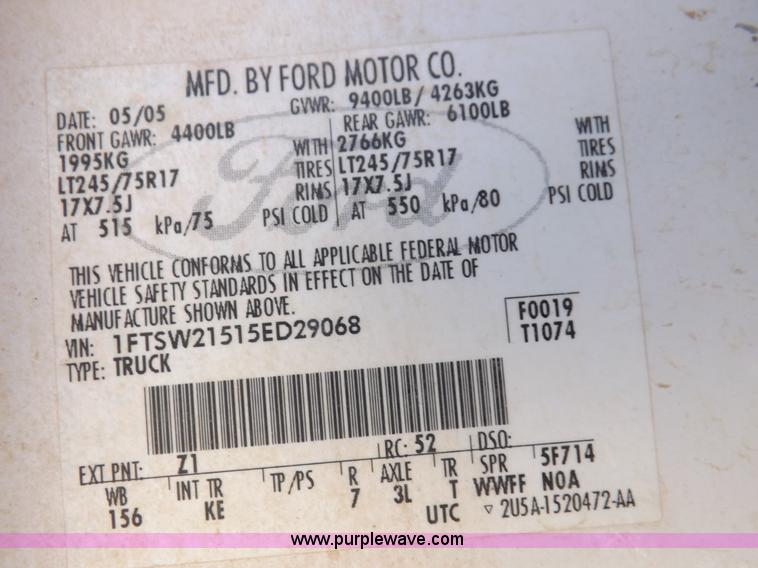 MFD. BY FORD MOTOR CO.
DATE: 05/05 GVWR: 9400LB/ 4263KG
FRONT GAWR: 4400LB REAR GAWR: 6100LB
1995KG WITH 2766KG WITH
LT245/75R17 TIRES LT245/75R17 TIRES
17X7.5J RIMS 17X7.5J RIMS
AT 515 kPa/75 PSI COLD AT 550 kPa/80 PSI COLD
Ford
THIS VEHICLE CONFORMS TO ALL APPLICABLE FEDERAL MOTOR
VEHICLE SAFETY STANDARDS IN EFFECT ON THE DATE OF
MANUFACTURE SHOWN ABOVE.
VIN: 1FTSW21515ED29068 F0019
TYPE: TRUCK T1074
EXT PNT: Z1 RC: 52 DSO:
WB INT TR TP/PS R AXLE TR SPR 5F714
156 KE 7 3L T WWFF N0A
UTC ▽ 2U5A-1520472-AA
www.purplewave.com